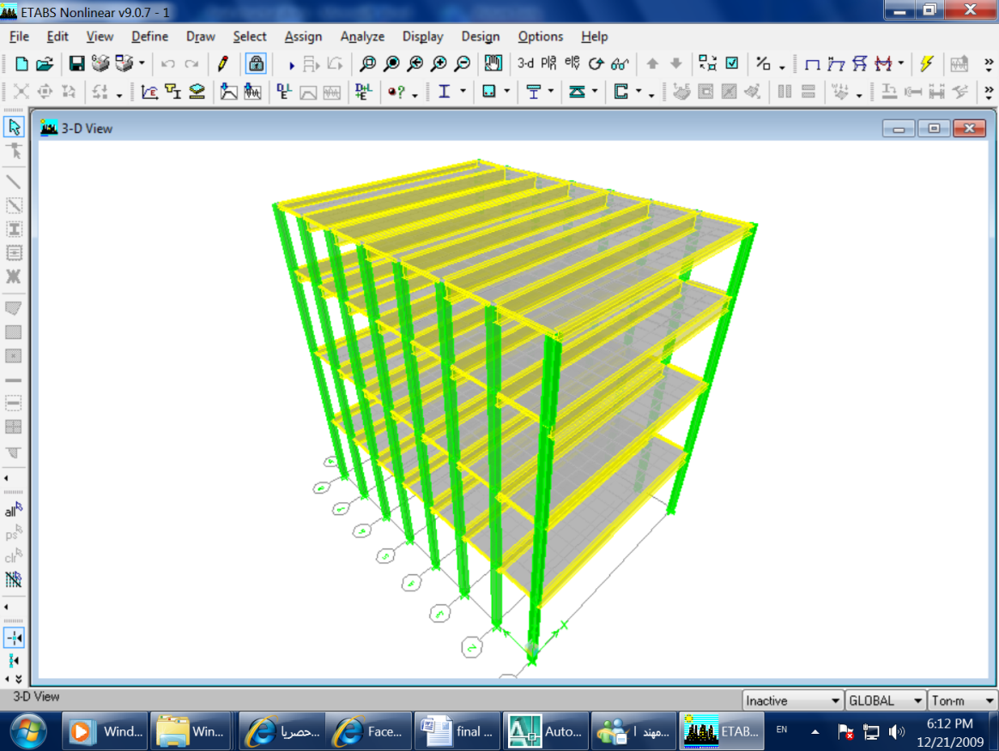 ETABS Nonlinear v9.0.7 - 1
File Edit View Define Draw Select Assign Analyze Display Design Options Help
3-d
3-D View
all
ps
clr
X
3-D View
Inactive GLOBAL Ton-m
Wind... Win... حصريا... Face... final ... Auto... مهند ا... ETAB... EN
6:12 PM
12/21/2009